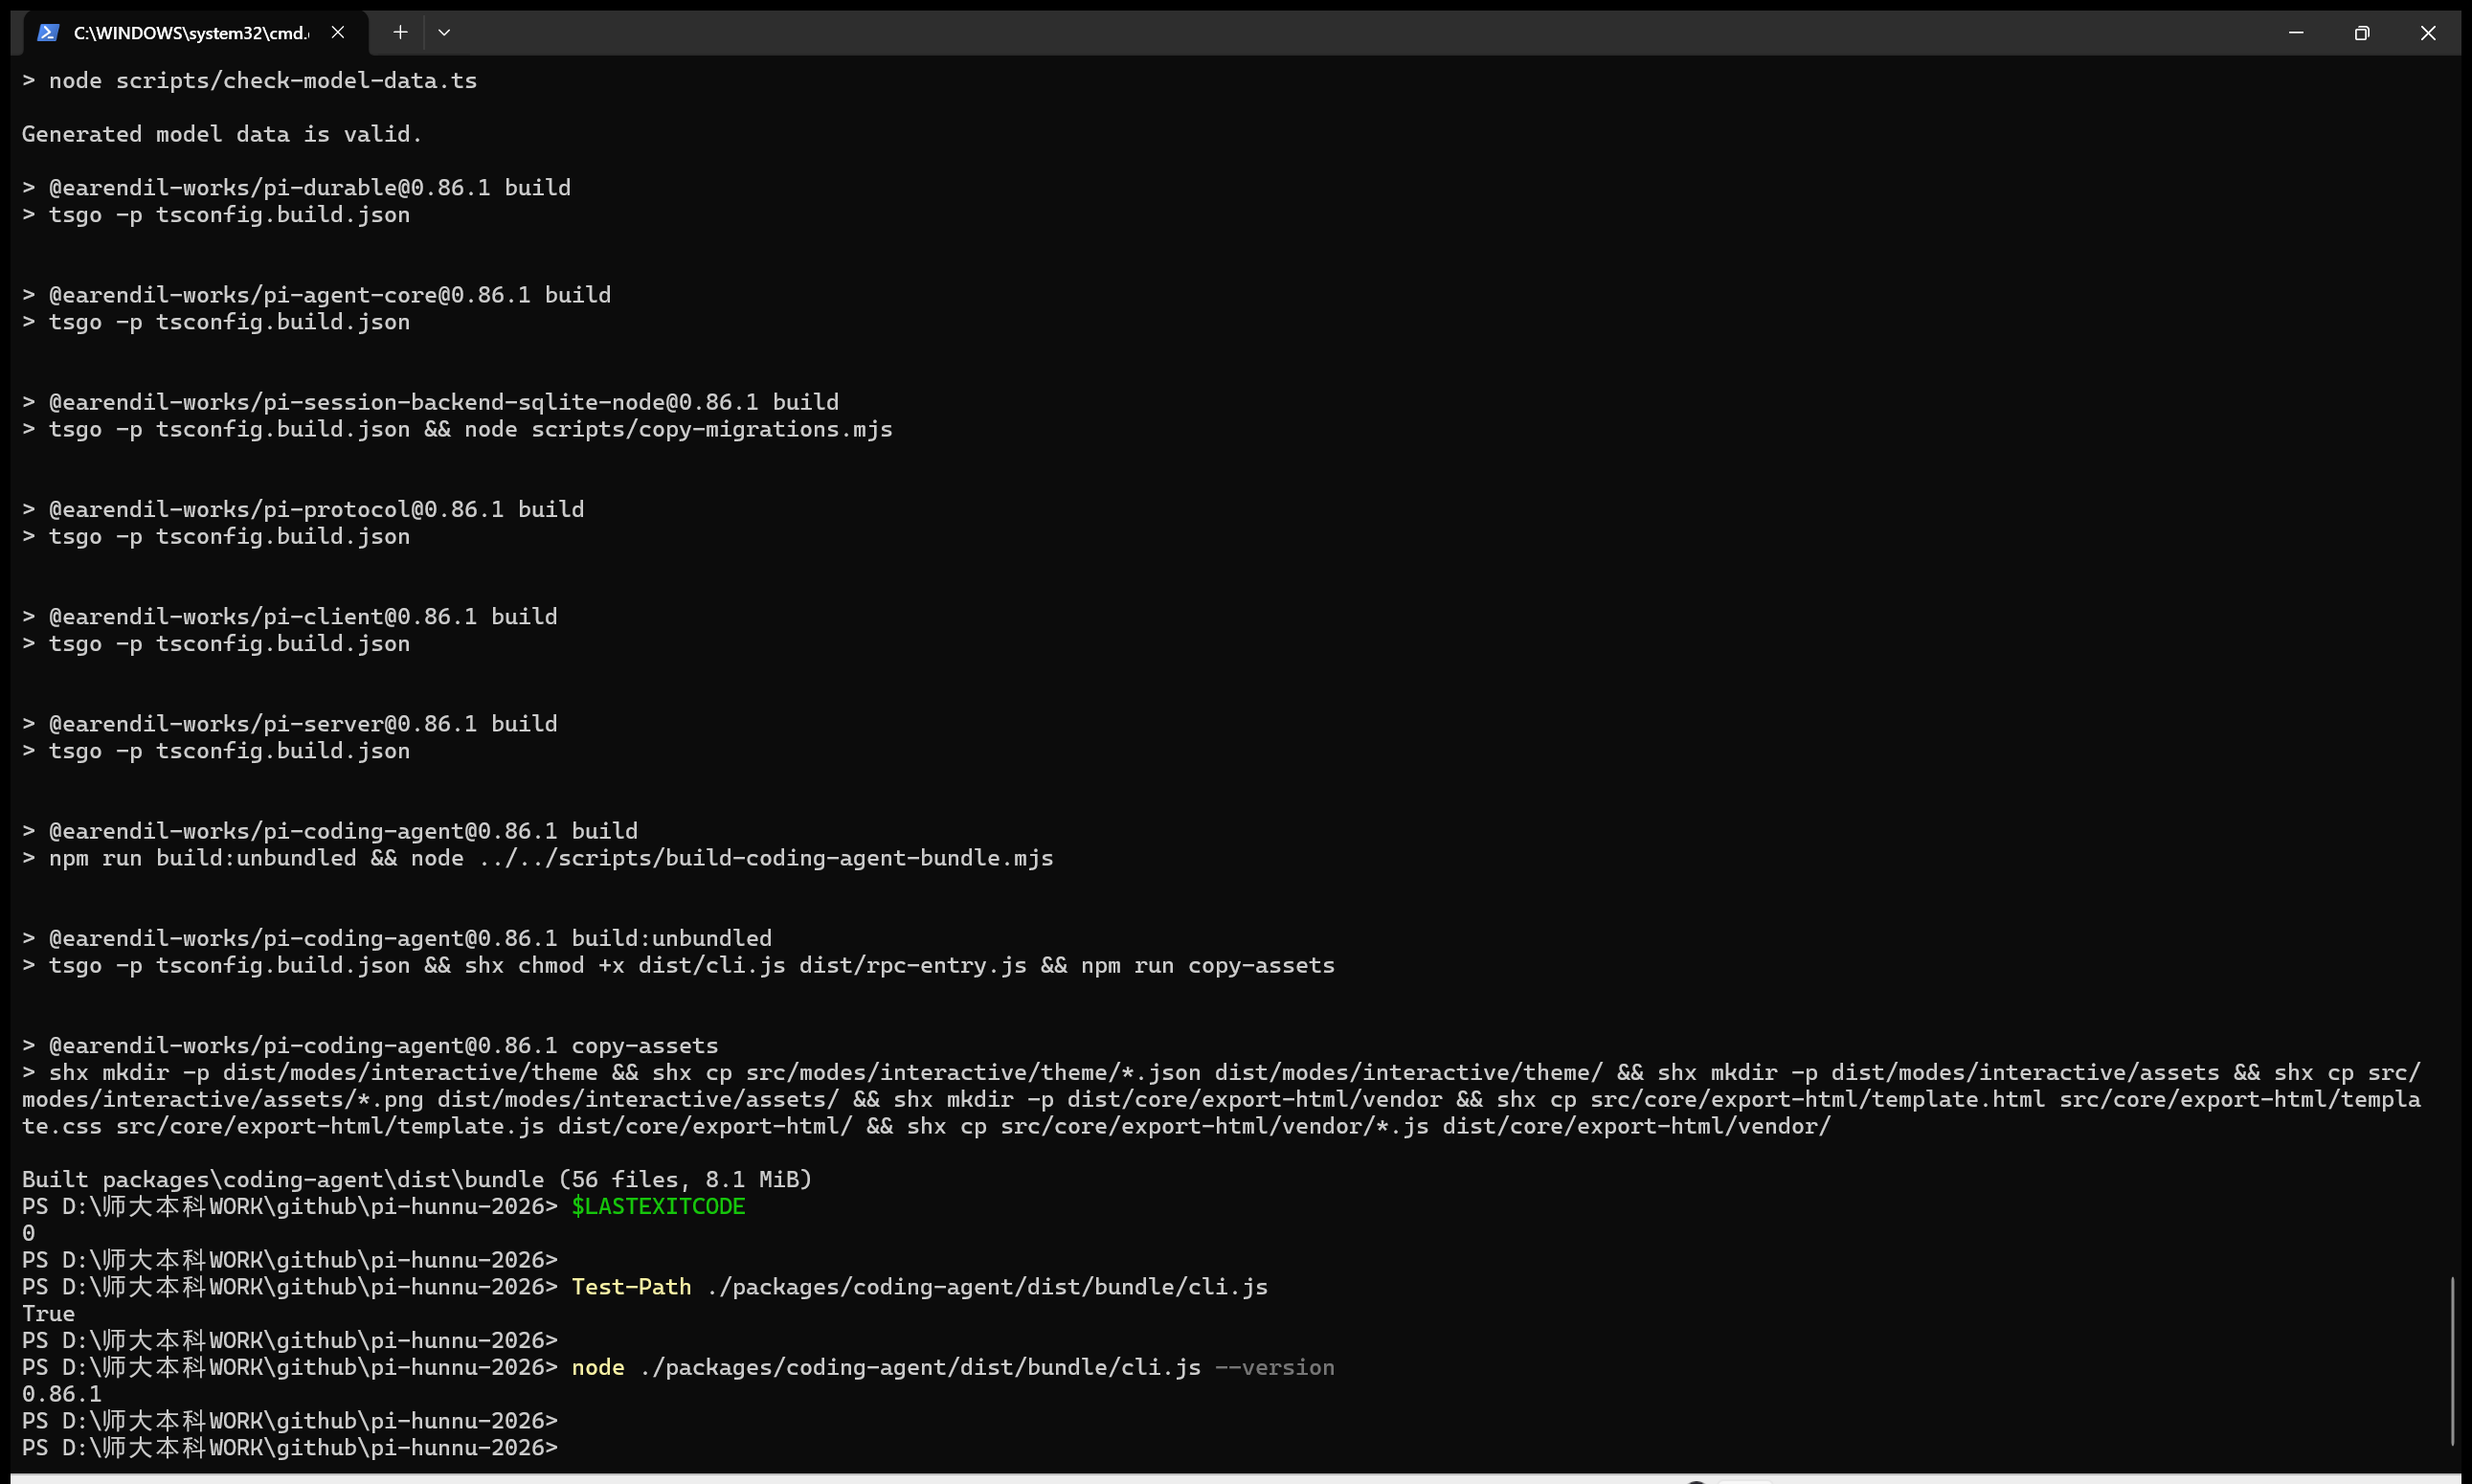 C:\WINDOWS\system32\cmd.
> node scripts/check-model-data.ts
Generated model data is valid.
> @earendil-works/pi-durable@0.86.1 build
> tsgo -p tsconfig.build.json
> @earendil-works/pi-agent-core@0.86.1 build
> tsgo -p tsconfig.build.json
> @earendil-works/pi-session-backend-sqlite-node@0.86.1 build
> tsgo -p tsconfig.build.json && node scripts/copy-migrations.mjs
> @earendil-works/pi-protocol@0.86.1 build
> tsgo -p tsconfig.build.json
> @earendil-works/pi-client@0.86.1 build
> tsgo -p tsconfig.build.json
> @earendil-works/pi-server@0.86.1 build
> tsgo -p tsconfig.build.json
> @earendil-works/pi-coding-agent@0.86.1 build
> npm run build:unbundled && node ../../scripts/build-coding-agent-bundle.mjs
> @earendil-works/pi-coding-agent@0.86.1 build:unbundled
> tsgo -p tsconfig.build.json && shx chmod +x dist/cli.js dist/rpc-entry.js && npm run copy-assets
> @earendil-works/pi-coding-agent@0.86.1 copy-assets
> shx mkdir -p dist/modes/interactive/theme && shx cp src/modes/interactive/theme/*.json dist/modes/interactive/theme/ && shx mkdir -p dist/modes/interactive/assets && shx cp src/
modes/interactive/assets/*.png dist/modes/interactive/assets/ && shx mkdir -p dist/core/export-html/vendor && shx cp src/core/export-html/template.html src/core/export-html/templa
te.css src/core/export-html/template.js dist/core/export-html/ && shx cp src/core/export-html/vendor/*.js dist/core/export-html/vendor/
Built packages\coding-agent\dist\bundle (56 files, 8.1 MiB)
PS D:\师大本科WORK\github\pi-hunnu-2026> $LASTEXITCODE
0
PS D:\师大本科WORK\github\pi-hunnu-2026>
PS D:\师大本科WORK\github\pi-hunnu-2026> Test-Path ./packages/coding-agent/dist/bundle/cli.js
True
PS D:\师大本科WORK\github\pi-hunnu-2026>
PS D:\师大本科WORK\github\pi-hunnu-2026> node ./packages/coding-agent/dist/bundle/cli.js --version
0.86.1
PS D:\师大本科WORK\github\pi-hunnu-2026>
PS D:\师大本科WORK\github\pi-hunnu-2026>